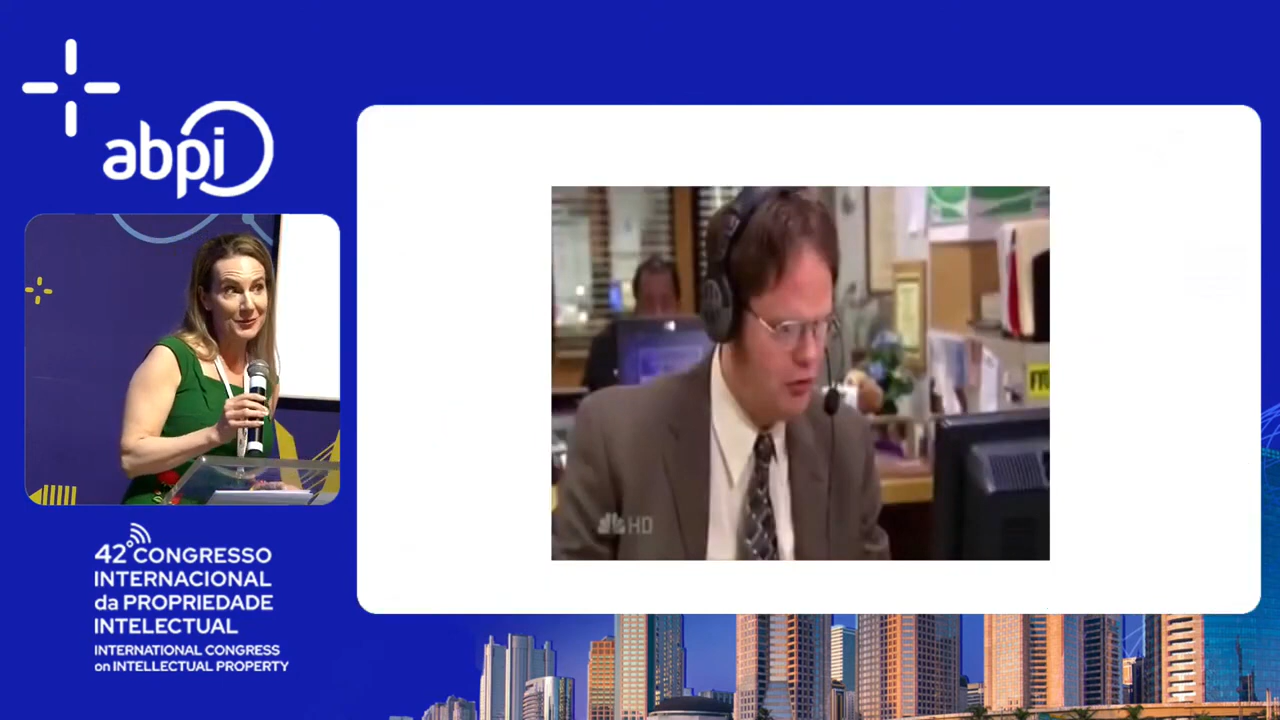 abpi
42º CONGRESSO
INTERNACIONAL
da PROPRIEDADE
INTELECTUAL
INTERNATIONAL CONGRESS
on INTELLECTUAL PROPERTY
HD